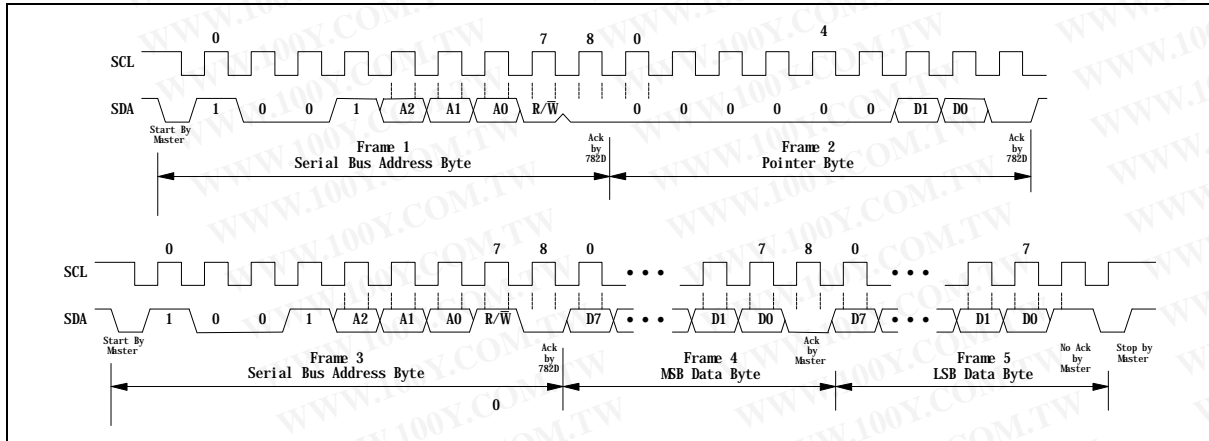 0 7 8 0 4
SCL
SDA 1 0 0 1 A2 A1 A0 R/W̅ 0 0 0 0 0 0 D1 D0
Start By Master
Ack by 782D
Ack by 782D
Frame 1
Serial Bus Address Byte
Frame 2
Pointer Byte
0 7 8 0 7 8 0 7
SCL
SDA 1 0 0 1 A2 A1 A0 R/W̅ D7 D1 D0 D7 D1 D0
Start By Master
Ack by 782D
Ack by Master
No Ack by Master
Stop by Master
Frame 3
Serial Bus Address Byte
Frame 4
MSB Data Byte
Frame 5
LSB Data Byte
0
WWW.100Y.COM.TW